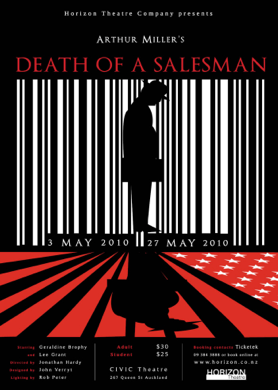 Horizon Theatre Company presents
ARTHUR MILLER'S
DEATH OF A SALESMAN
3 MAY 2010 27 MAY 2010
Starring Geraldine Brophy
and Lee Grant
Directed by Jonathan Hardy
Designed by John Verryt
Lighting by Rob Peter
Adult $30
Student $25
CIVIC Theatre
267 Queen St Auckland
Booking contact Ticketek
09 384 3808 or book online at
www.horizon.co.nz
HORIZON
Theatre